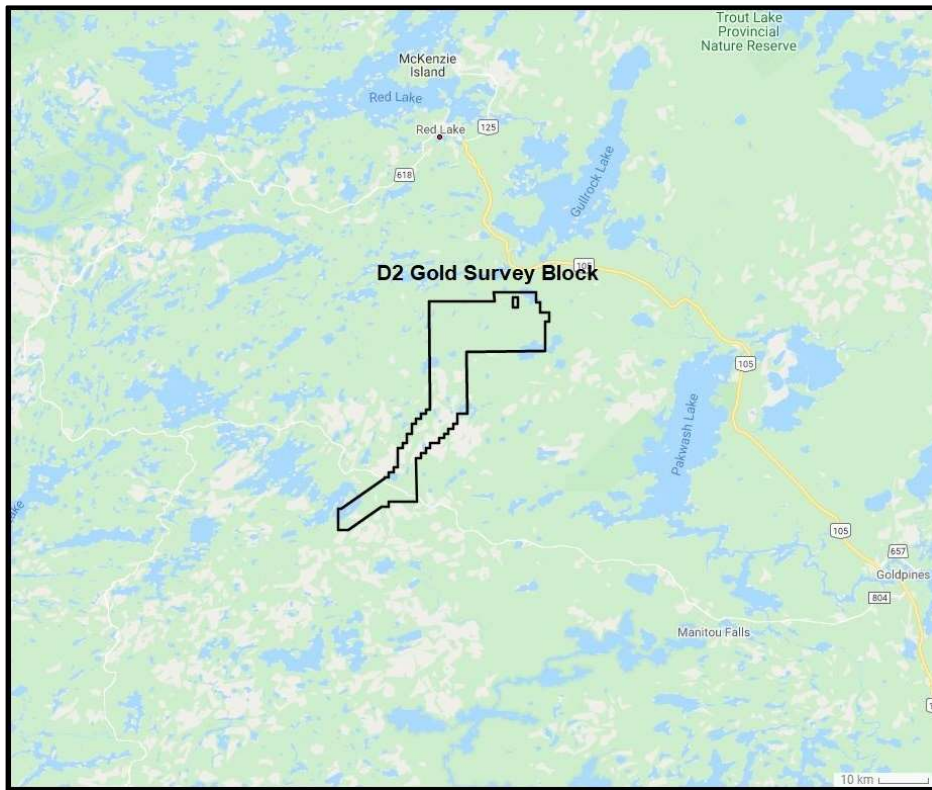 Trout Lake
Provincial
Nature Reserve
McKenzie
Island
Red Lake
Red Lake
125
618
Gullrock Lake
105
D2 Gold Survey Block
105
Pakwash Lake
105
657
Goldpines
804
Manitou Falls
10 km